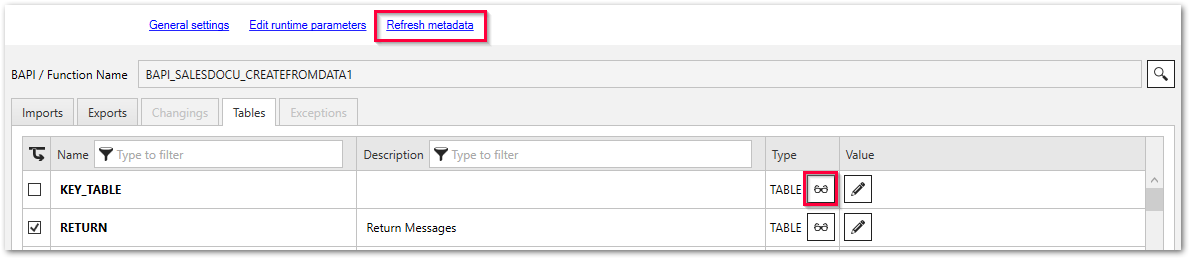 General settings Edit runtime parameters Refresh metadata
BAPI / Function Name BAPI_SALESDOCU_CREATEFROMDATA1
Imports Exports Changings Tables Exceptions
Name Type to filter Description Type to filter Type Value
KEY_TABLE TABLE
RETURN Return Messages TABLE